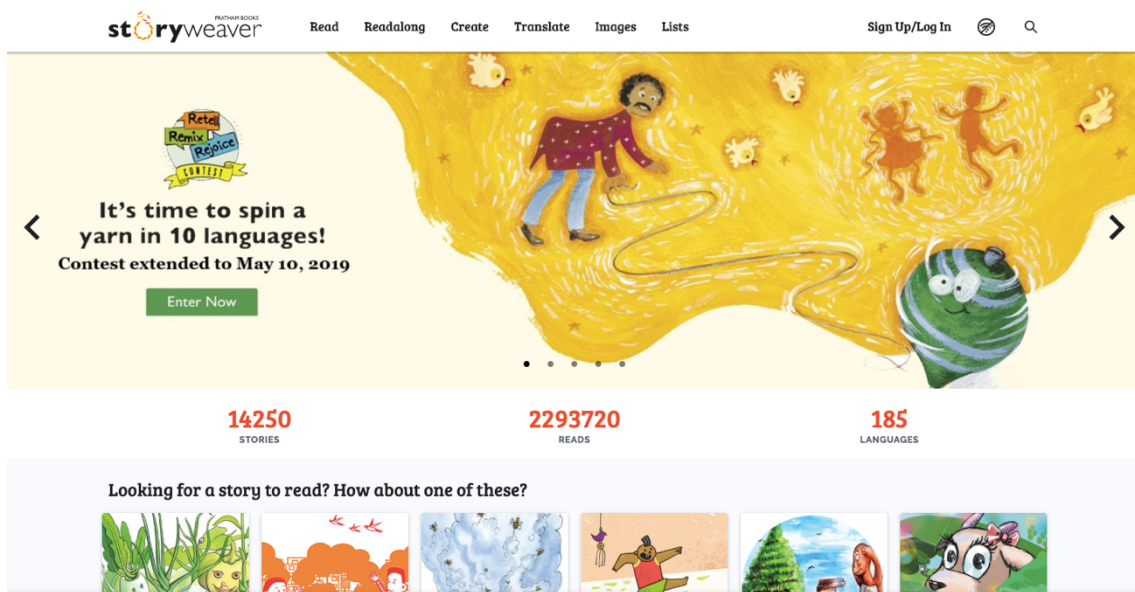 PRATHAM BOOKS
storyweaver
Read Readalong Create Translate Images Lists Sign Up/Log In
Retell
Remix
Rejoice
CONTEST
It's time to spin a
yarn in 10 languages!
Contest extended to May 10, 2019
Enter Now
14250 2293720 185
STORIES READS LANGUAGES
Looking for a story to read? How about one of these?